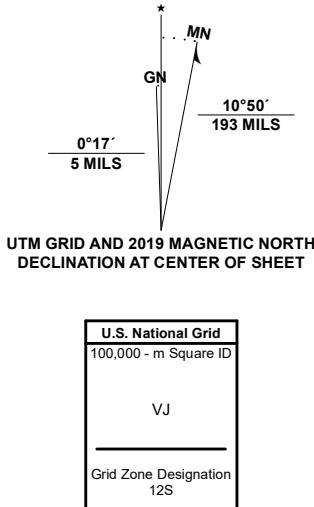 MN
GN
10°50´
193 MILS
0°17´
5 MILS
UTM GRID AND 2019 MAGNETIC NORTH
DECLINATION AT CENTER OF SHEET
U.S. National Grid
100,000 - m Square ID
VJ
Grid Zone Designation
12S